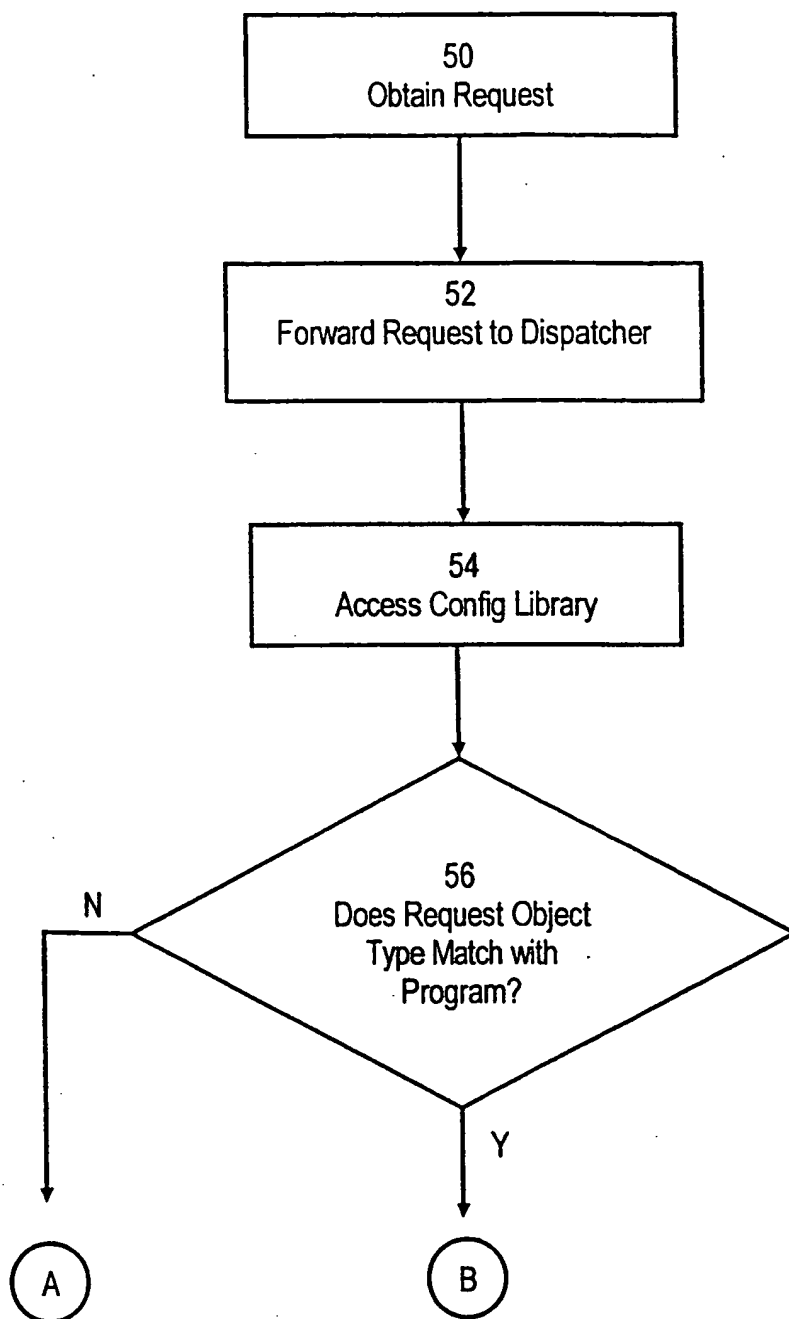 50
Obtain Request
52
Forward Request to Dispatcher
54
Access Config Library
56
Does Request Object
Type Match with
Program?
N
Y
A
B